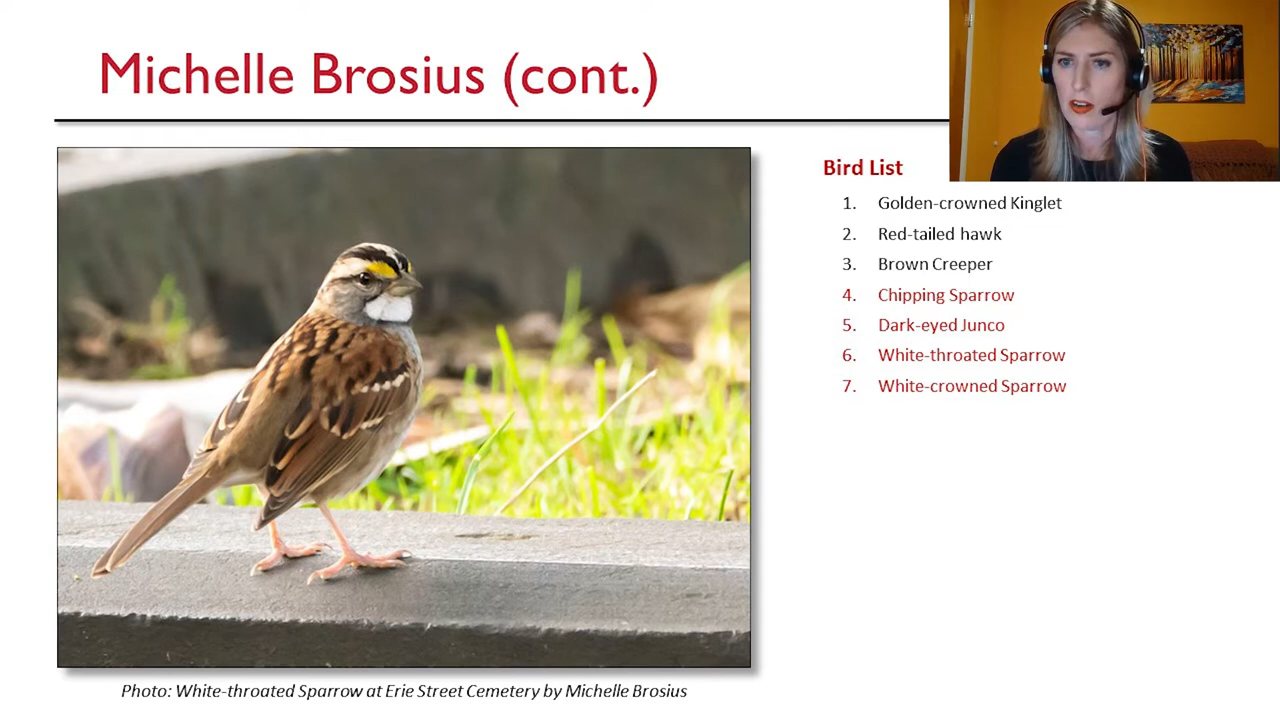 Michelle Brosius (cont.)
Bird List
1. Golden-crowned Kinglet
2. Red-tailed hawk
3. Brown Creeper
4. Chipping Sparrow
5. Dark-eyed Junco
6. White-throated Sparrow
7. White-crowned Sparrow
Photo: White-throated Sparrow at Erie Street Cemetery by Michelle Brosius